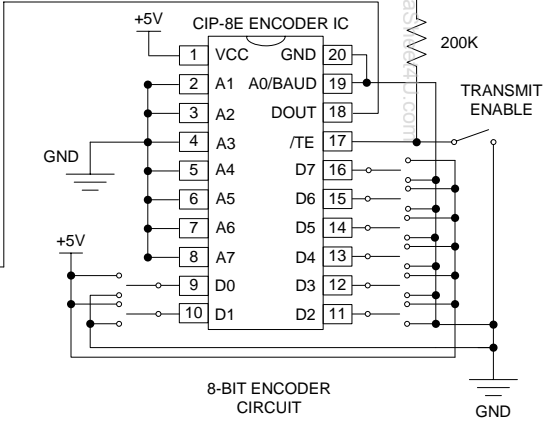 +5V
CIP-8E ENCODER IC
200K
1 VCC GND 20
2 A1 A0/BAUD 19
3 A2 DOUT 18
4 A3 /TE 17
5 A4 D7 16
6 A5 D6 15
7 A6 D5 14
8 A7 D4 13
9 D0 D3 12
10 D1 D2 11
TRANSMIT
ENABLE
GND
+5V
8-BIT ENCODER
CIRCUIT
GND